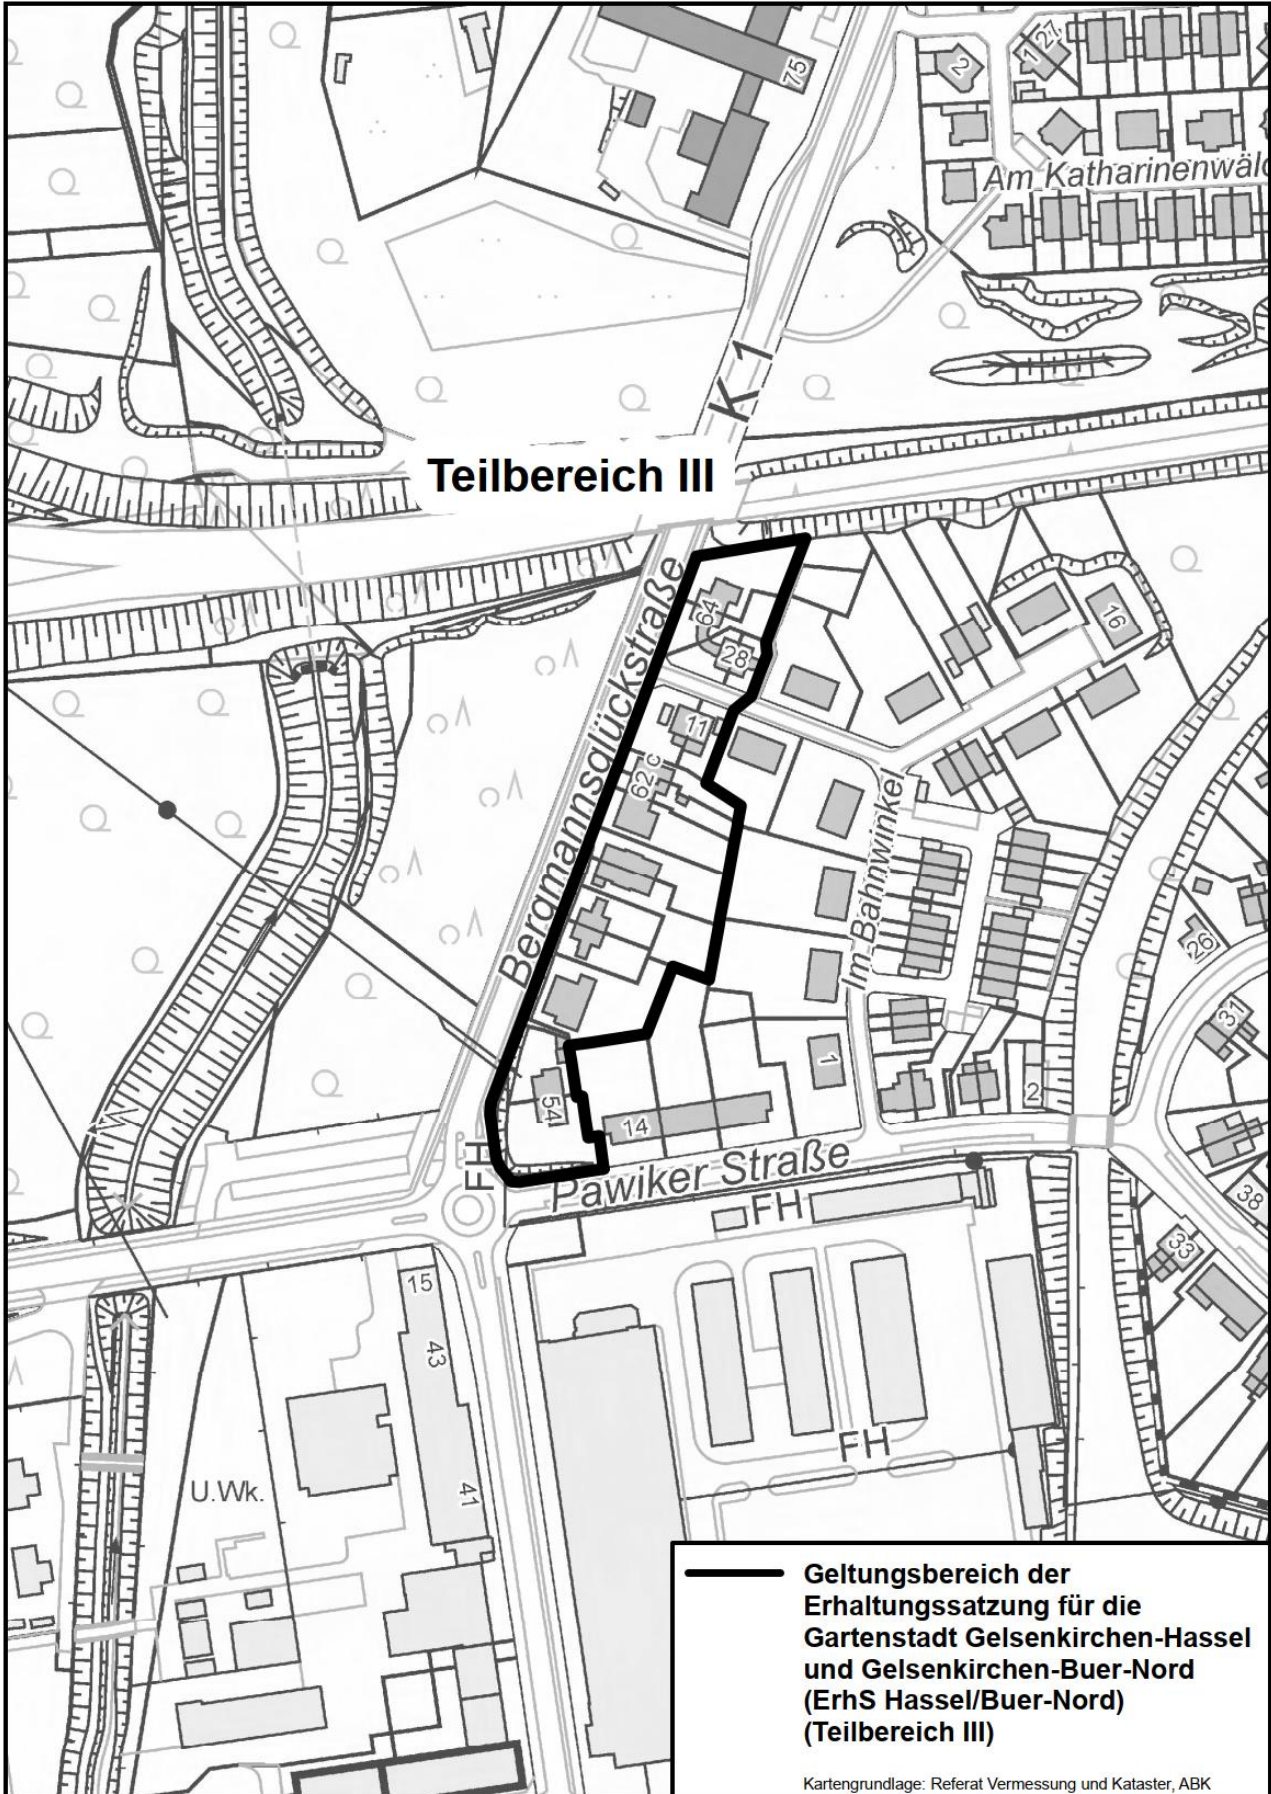 75
2
1 27
Am Katharinenwäld
K 1
Teilbereich III
Bergmannsglückstraße
64
28
16
11
62 c
Im Bahnwinkel
26
31
54
14
1
2
FH
Pawiker Straße
FH
38
33
15
43
41
FH
U.Wk.
Geltungsbereich der
Erhaltungssatzung für die
Gartenstadt Gelsenkirchen-Hassel
und Gelsenkirchen-Buer-Nord
(ErhS Hassel/Buer-Nord)
(Teilbereich III)
Kartengrundlage: Referat Vermessung und Kataster, ABK